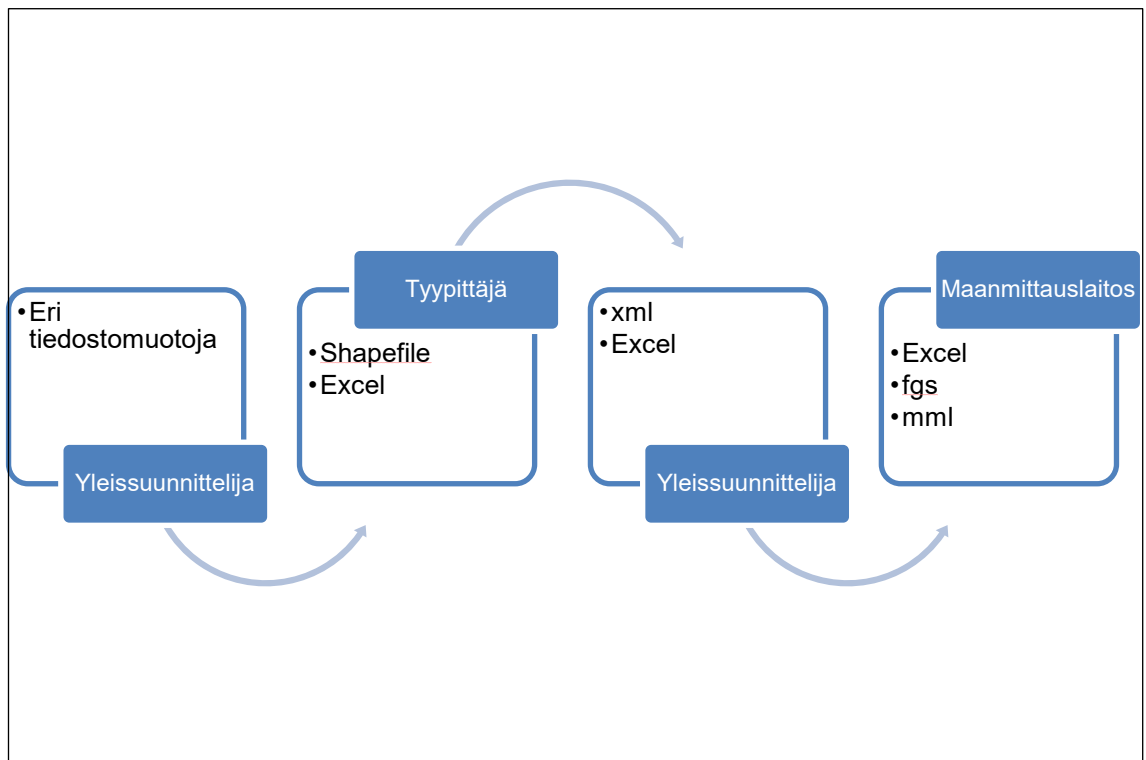 • Eri
tiedostomuotoja
Yleissuunnittelija
Tyypittäjä
• Shapefile
• Excel
• xml
• Excel
Yleissuunnittelija
Maanmittauslaitos
• Excel
• fgs
• mml